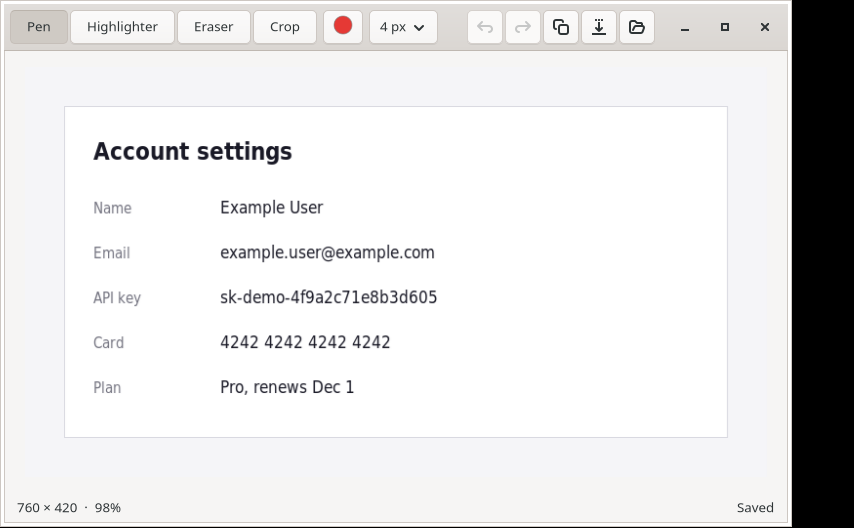 Pen Highlighter Eraser Crop 4 px
Account settings
Name Example User
Email example.user@example.com
API key sk-demo-4f9a2c71e8b3d605
Card 4242 4242 4242 4242
Plan Pro, renews Dec 1
760 × 420 · 98% Saved